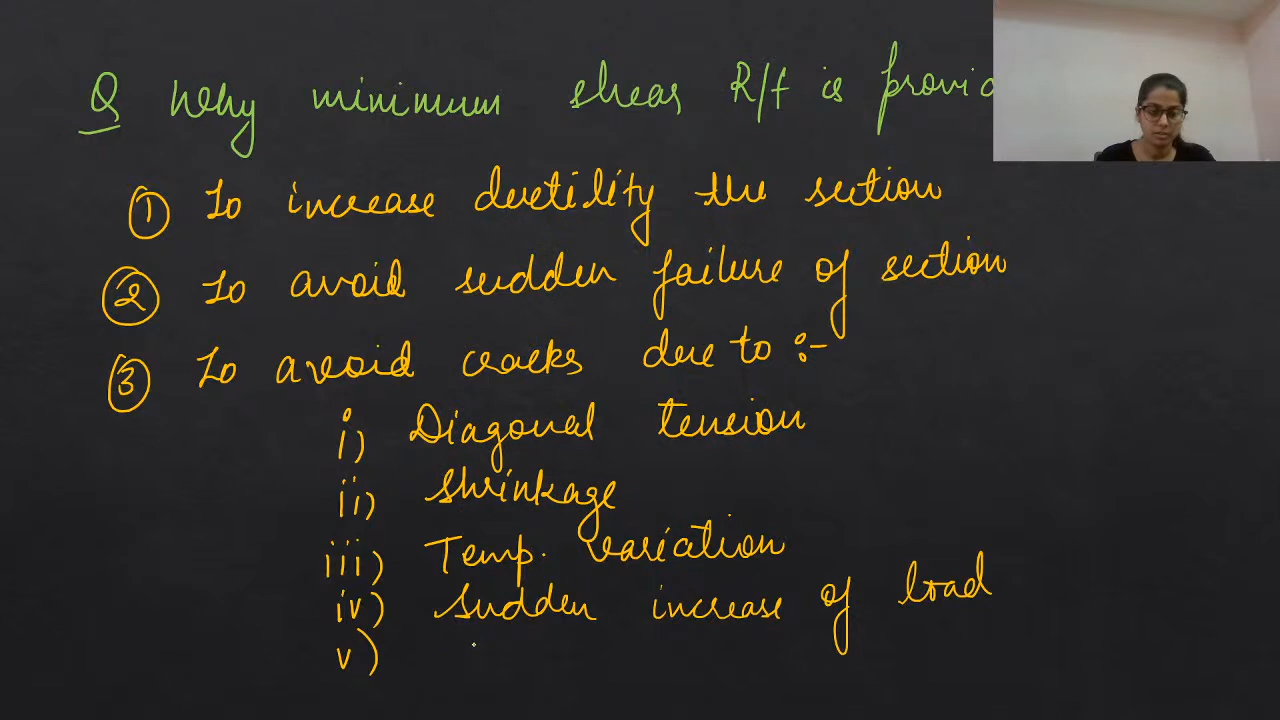 Q Why minimum shear R/f is provid
① To increase ductility the section
② To avoid sudden failure of section
③ To avoid cracks due to :-
i) Diagonal tension
ii) Shrinkage
iii) Temp. variation
iv) Sudden increase of load
v)